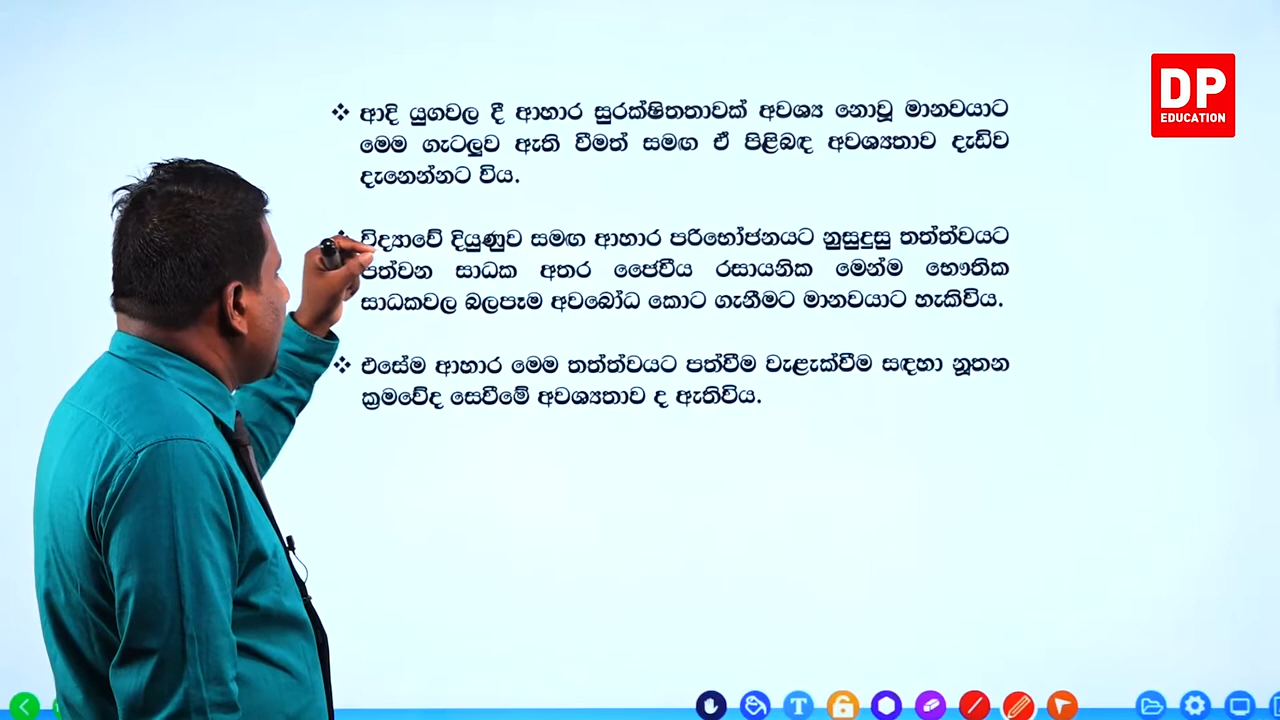 DP
EDUCATION
❖ ආදි යුගවල දී ආහාර සුරක්ෂිතතාවක් අවශ්‍ය නොවූ මානවයාට
මෙම ගැටලුව ඇති වීමත් සමඟ ඒ පිළිබඳ අවශ්‍යතාව දැඩිව
දැනෙන්නට විය.
❖ විද්‍යාවේ දියුණුව සමඟ ආහාර පරිභෝජනයට නුසුදුසු තත්ත්වයට
පත්වන සාධක අතර ජෛවීය රසායනික මෙන්ම භෞතික
සාධකවල බලපෑම අවබෝධ කොට ගැනීමට මානවයාට හැකිවිය.
❖ එසේම ආහාර මෙම තත්ත්වයට පත්වීම වැළැක්වීම සඳහා නූතන
ක්‍රමවේද සෙවීමේ අවශ්‍යතාව ද ඇතිවිය.